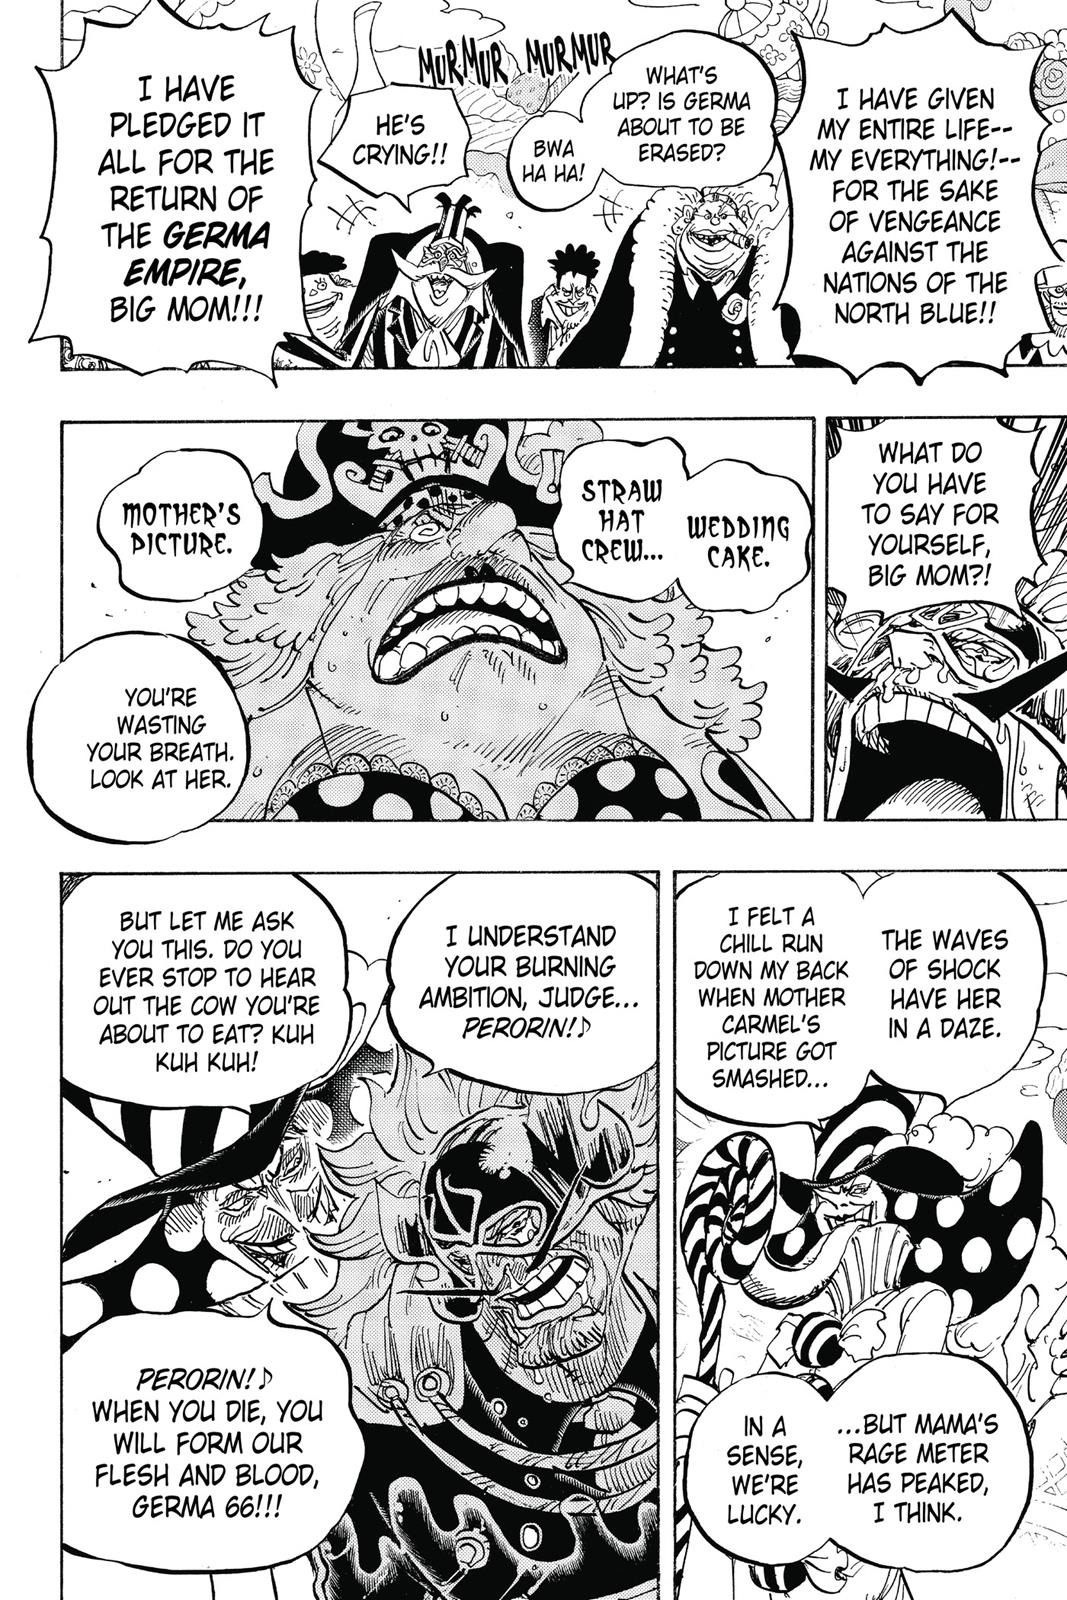 I HAVE GIVEN
MY ENTIRE LIFE--
MY EVERYTHING!--
FOR THE SAKE
OF VENGEANCE
AGAINST THE
NATIONS OF THE
NORTH BLUE!!
WHAT'S
UP? IS GERMA
ABOUT TO BE
ERASED?
BWA
HA HA!
MURMUR MURMUR
HE'S
CRYING!!
I HAVE
PLEDGED IT
ALL FOR THE
RETURN OF
THE GERMA
EMPIRE,
BIG MOM!!!
WHAT DO
YOU HAVE
TO SAY FOR
YOURSELF,
BIG MOM?!
WEDDING
CAKE.
STRAW
HAT
CREW...
MOTHER'S
PICTURE.
YOU'RE
WASTING
YOUR BREATH.
LOOK AT HER.
THE WAVES
OF SHOCK
HAVE HER
IN A DAZE.
I FELT A
CHILL RUN
DOWN MY BACK
WHEN MOTHER
CARMEL'S
PICTURE GOT
SMASHED...
...BUT MAMA'S
RAGE METER
HAS PEAKED,
I THINK.
IN A
SENSE,
WE'RE
LUCKY.
I UNDERSTAND
YOUR BURNING
AMBITION, JUDGE...
PERORIN!♪
BUT LET ME ASK
YOU THIS. DO YOU
EVER STOP TO HEAR
OUT THE COW YOU'RE
ABOUT TO EAT? KUH
KUH KUH!
PERORIN!♪
WHEN YOU DIE, YOU
WILL FORM OUR
FLESH AND BLOOD,
GERMA 66!!!